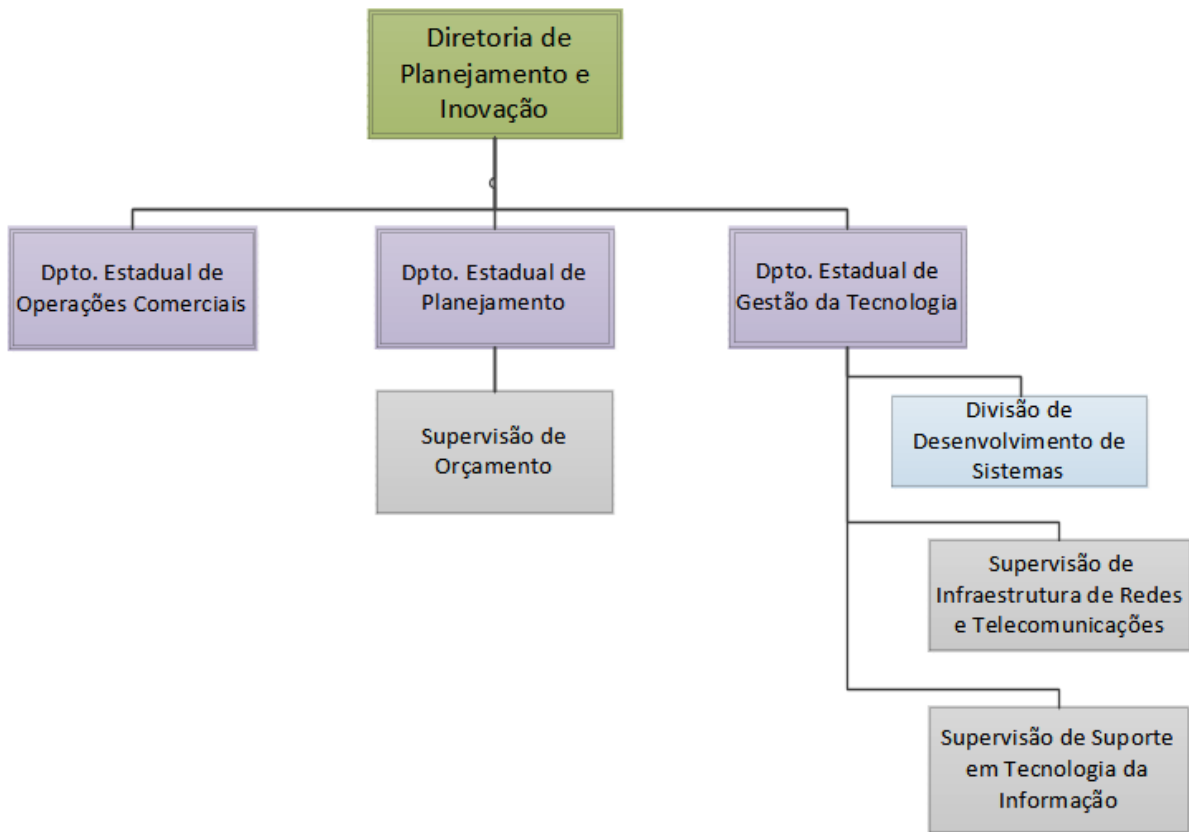 Diretoria de
Planejamento e
Inovação
Dpto. Estadual de
Operações Comerciais
Dpto. Estadual de
Planejamento
Dpto. Estadual de
Gestão da Tecnologia
Supervisão de
Orçamento
Divisão de
Desenvolvimento de
Sistemas
Supervisão de
Infraestrutura de Redes
e Telecomunicações
Supervisão de Suporte
em Tecnologia da
Informação